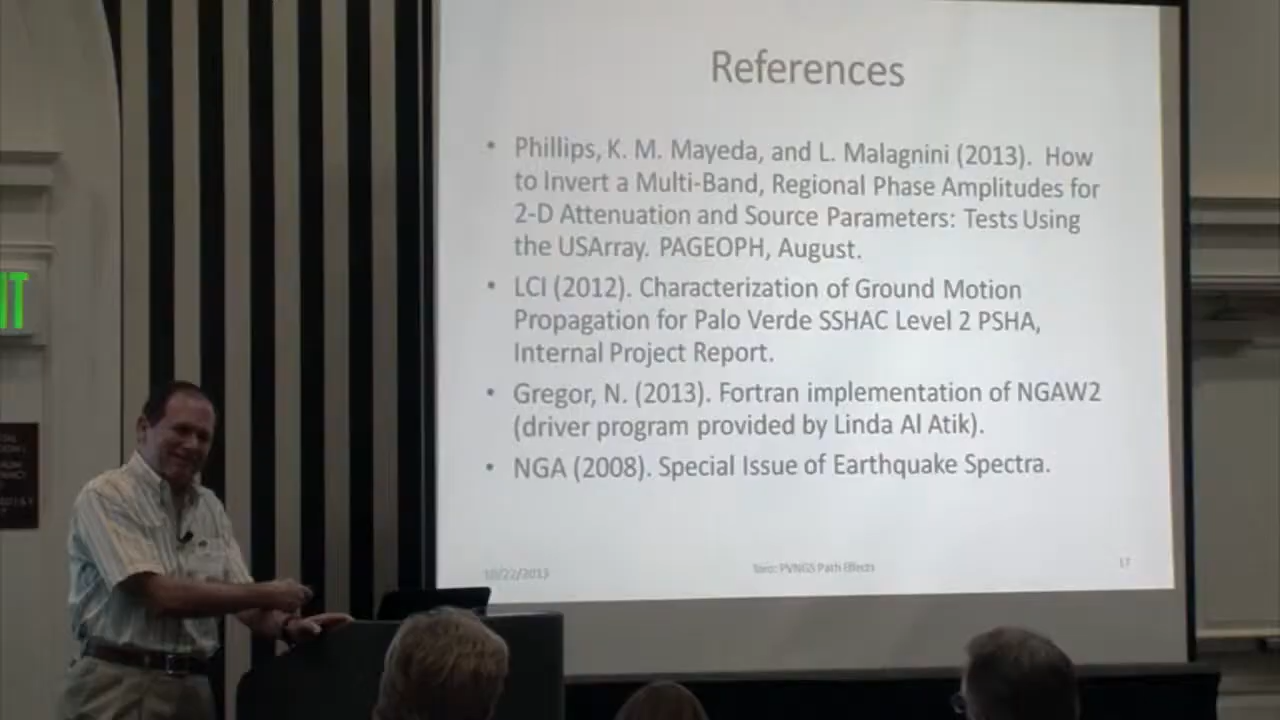 References
• Phillips, K. M. Mayeda, and L. Malagnini (2013). How
to Invert a Multi-Band, Regional Phase Amplitudes for
2-D Attenuation and Source Parameters: Tests Using
the USArray. PAGEOPH, August.
• LCI (2012). Characterization of Ground Motion
Propagation for Palo Verde SSHAC Level 2 PSHA,
Internal Project Report.
• Gregor, N. (2013). Fortran implementation of NGAW2
(driver program provided by Linda Al Atik).
• NGA (2008). Special Issue of Earthquake Spectra.
10/22/2013
Toro: PVNGS Path Effects
17
IT